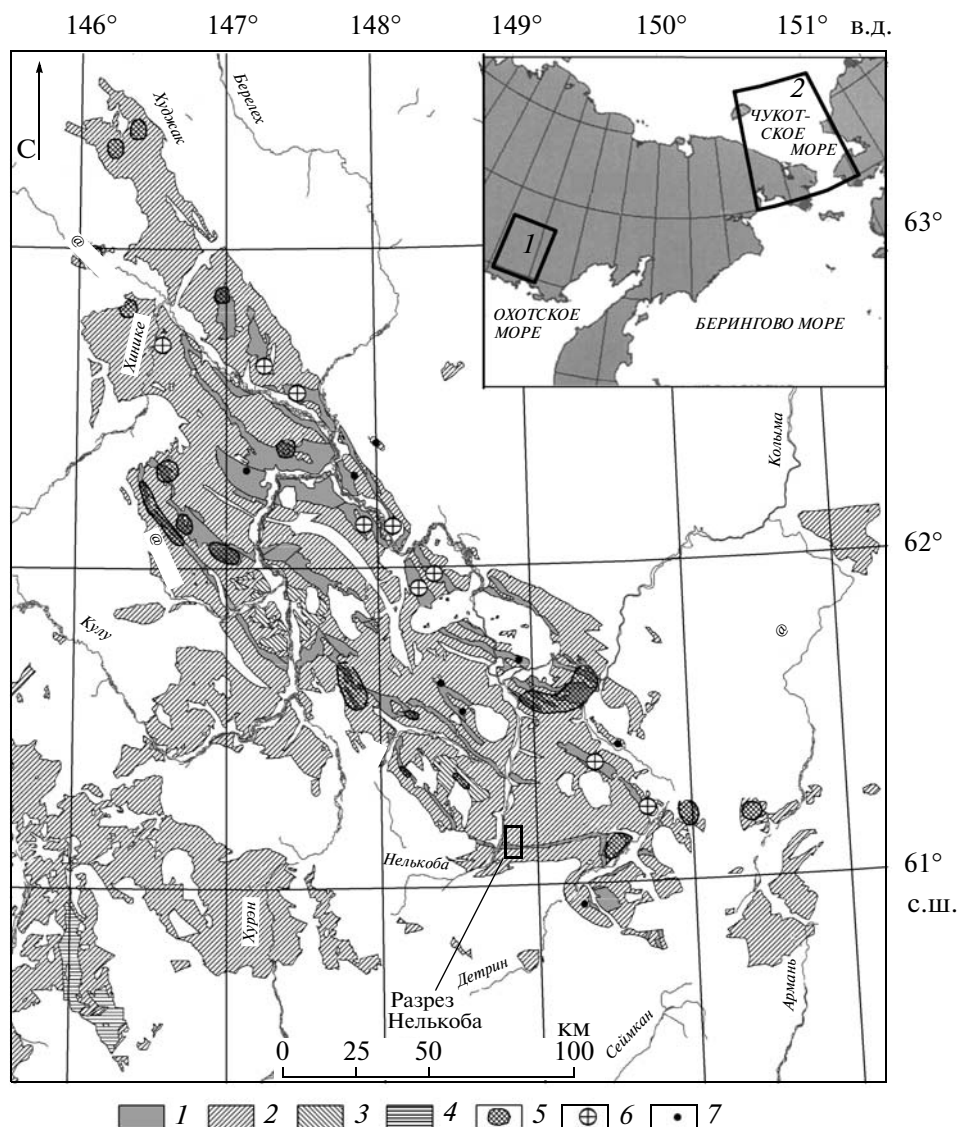 146° 147° 148° 149° 150° 151° в.д.
С
Худжак
Берелех
2
ЧУКОТ-
СКОЕ
МОРЕ
1
ОХОТСКОЕ
МОРЕ
БЕРИНГОВО МОРЕ
63°
@
Хинике
Колыма
62°
@
@
Кулу
61°
с.ш.
Нелькоба
Хурэн
Детрин
Разрез
Нелькоба
Сеймкан
Армань
км
0 25 50 100
1 2 3 4 5 6 7